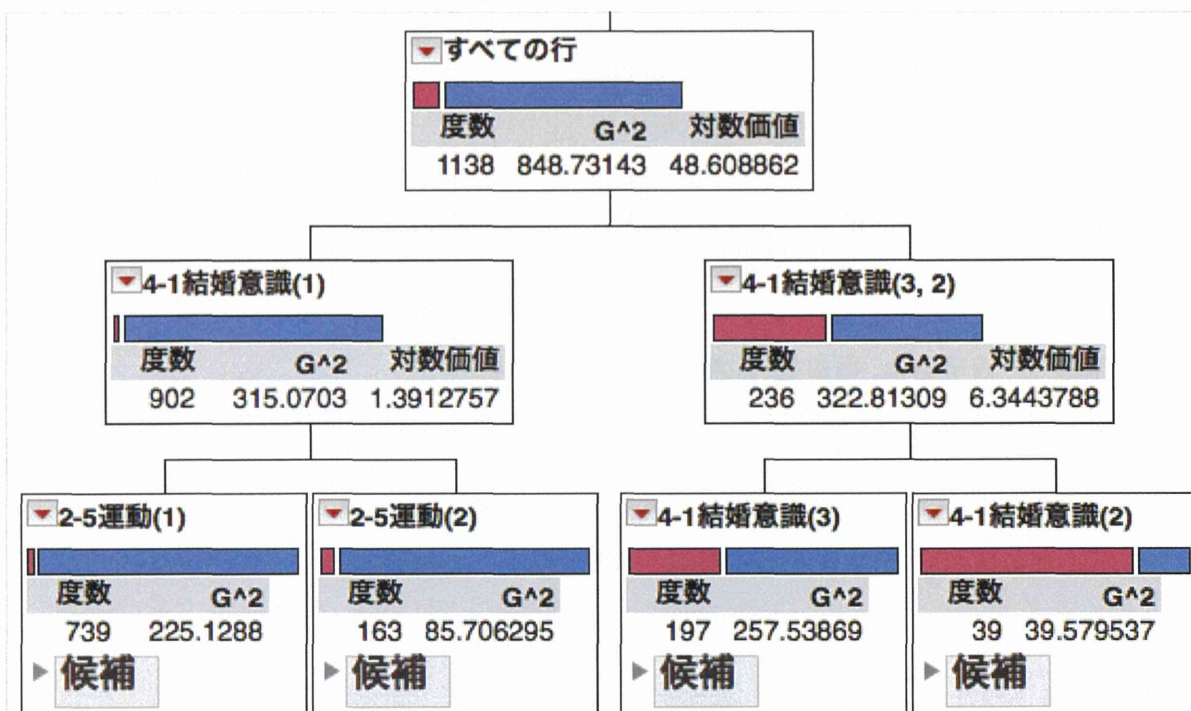 すべての行
度数 G^2 対数価値
1138 848.73143 48.608862
4-1結婚意識(1)
度数 G^2 対数価値
902 315.0703 1.3912757
4-1結婚意識(3, 2)
度数 G^2 対数価値
236 322.81309 6.3443788
2-5運動(1)
度数 G^2
739 225.1288
候補
2-5運動(2)
度数 G^2
163 85.706295
候補
4-1結婚意識(3)
度数 G^2
197 257.53869
候補
4-1結婚意識(2)
度数 G^2
39 39.579537
候補